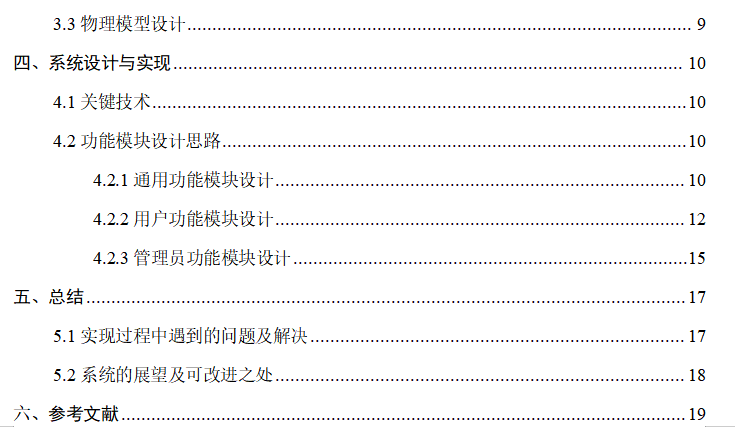 3.3 物理模型设计 ........ 9
四、系统设计与实现 ........ 10
4.1 关键技术 ........ 10
4.2 功能模块设计思路 ........ 10
4.2.1 通用功能模块设计 ........ 10
4.2.2 用户功能模块设计 ........ 12
4.2.3 管理员功能模块设计 ........ 15
五、总结 ........ 17
5.1 实现过程中遇到的问题及解决 ........ 17
5.2 系统的展望及可改进之处 ........ 18
六、参考文献 ........ 19